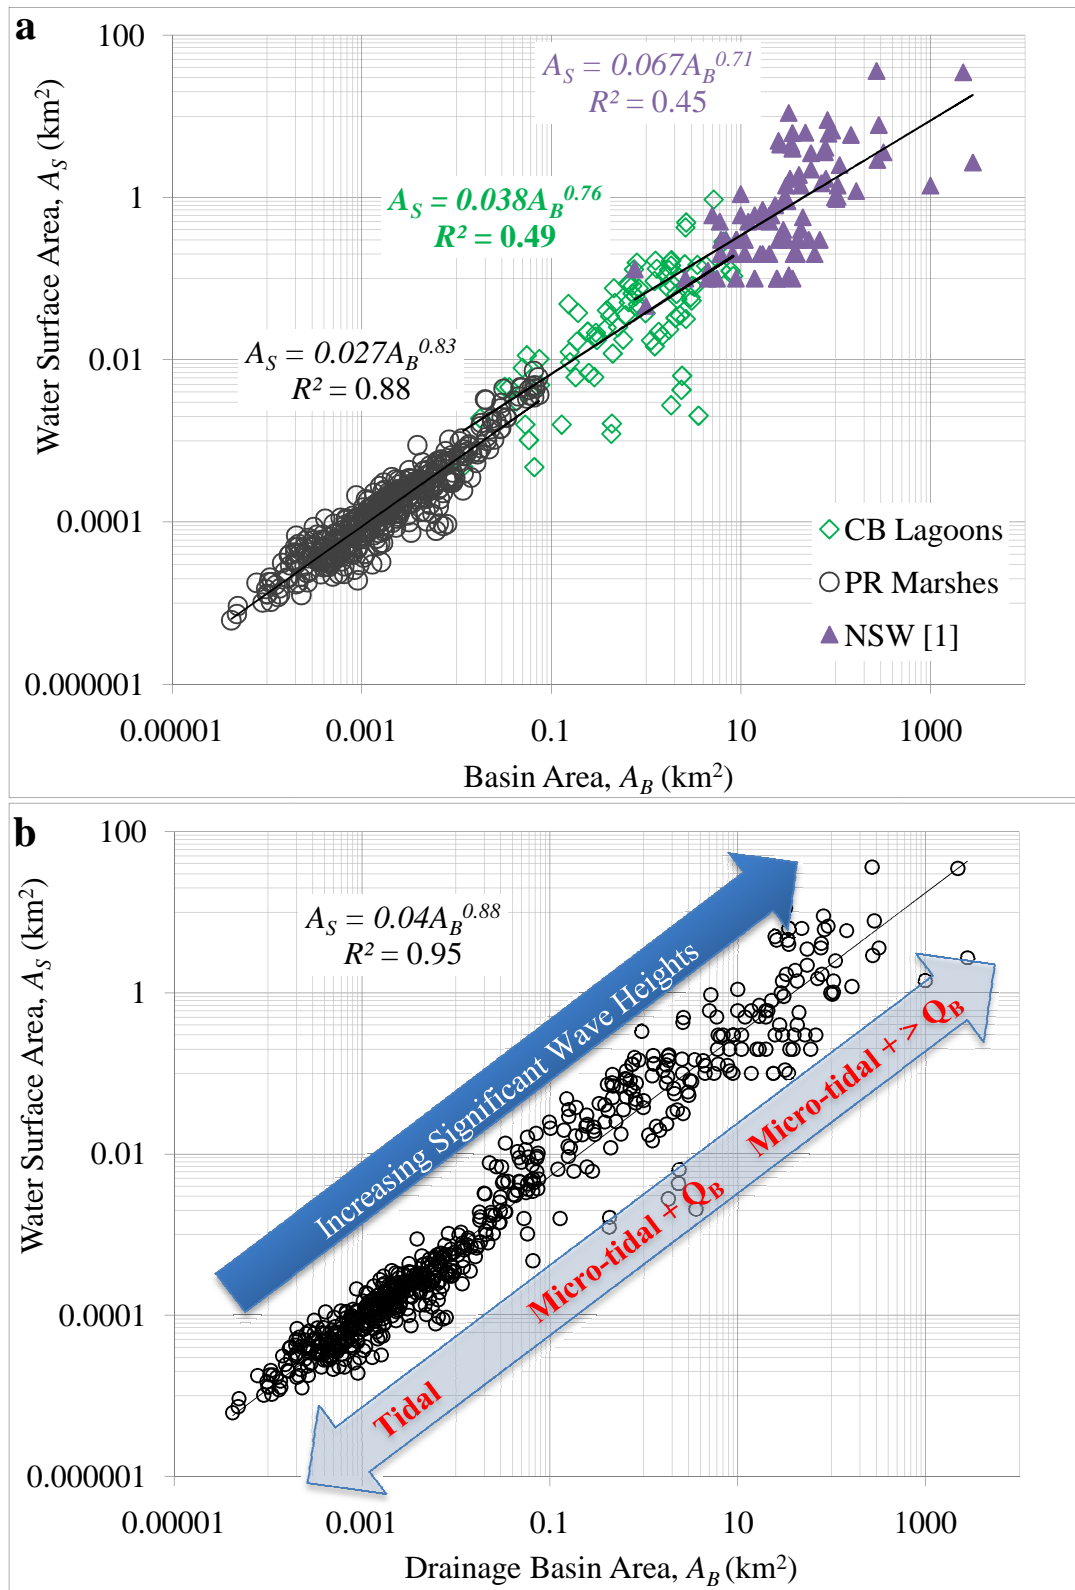 a
100
1
0.01
0.0001
0.000001
Water Surface Area, A_S (km²)
A_S = 0.067A_B^0.71
R² = 0.45
A_S = 0.038A_B^0.76
R² = 0.49
A_S = 0.027A_B^0.83
R² = 0.88
CB Lagoons
PR Marshes
NSW [1]
0.00001 0.001 0.1 10 1000
Basin Area, A_B (km²)
b
100
1
0.01
0.0001
0.000001
Water Surface Area, A_S (km²)
A_S = 0.04A_B^0.88
R² = 0.95
Increasing Significant Wave Heights
Tidal
Micro-tidal + Q_B
Micro-tidal + > Q_B
0.00001 0.001 0.1 10 1000
Drainage Basin Area, A_B (km²)